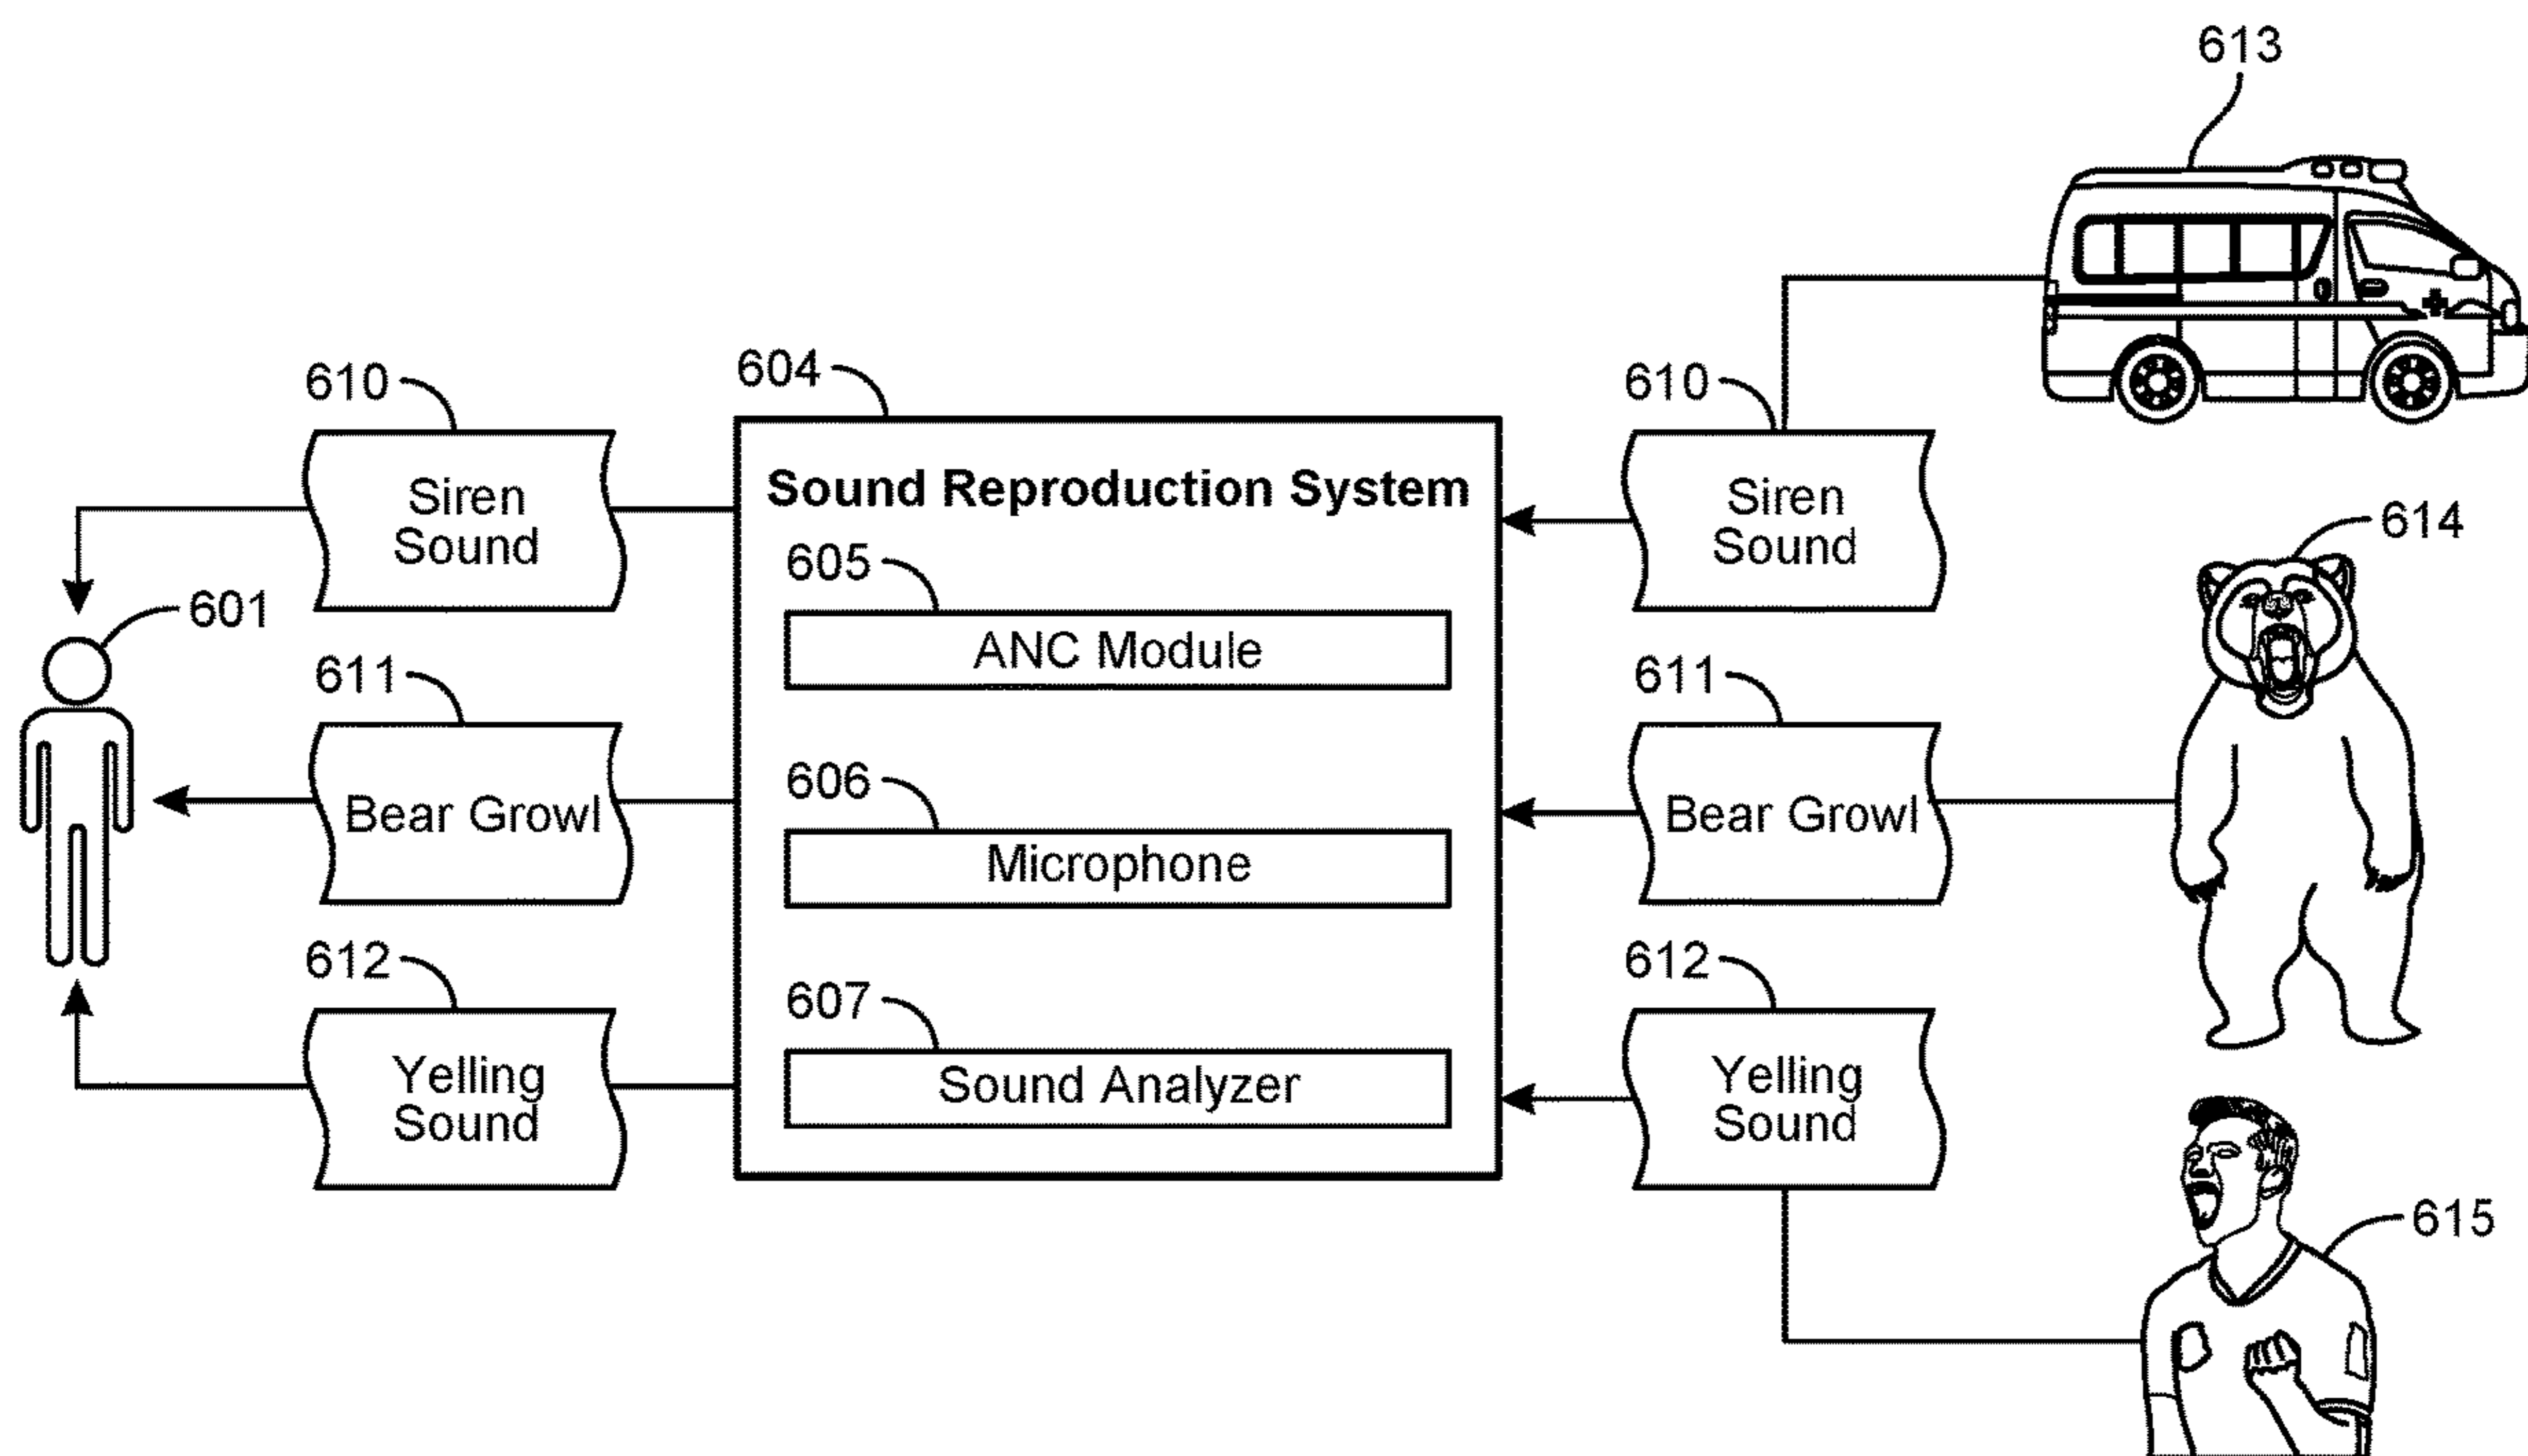 613
610
Siren
Sound
601
611
Bear Growl
612
Yelling
Sound
604
Sound Reproduction System
605
ANC Module
606
Microphone
607
Sound Analyzer
610
Siren
Sound
611
Bear Growl
612
Yelling
Sound
614
615